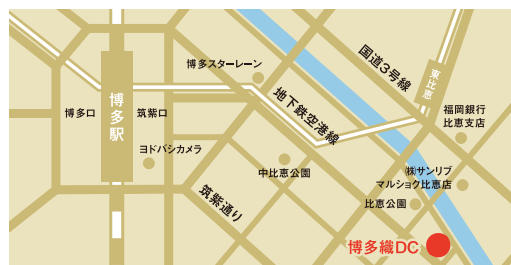 博多スターレーン
国道3号線
東比恵
博多駅
博多口
筑紫口
地下鉄空港線
福岡銀行
比恵支店
ヨドバシカメラ
中比恵公園
㈱サンリブ
マルショク比恵店
筑紫通り
比恵公園
博多織DC